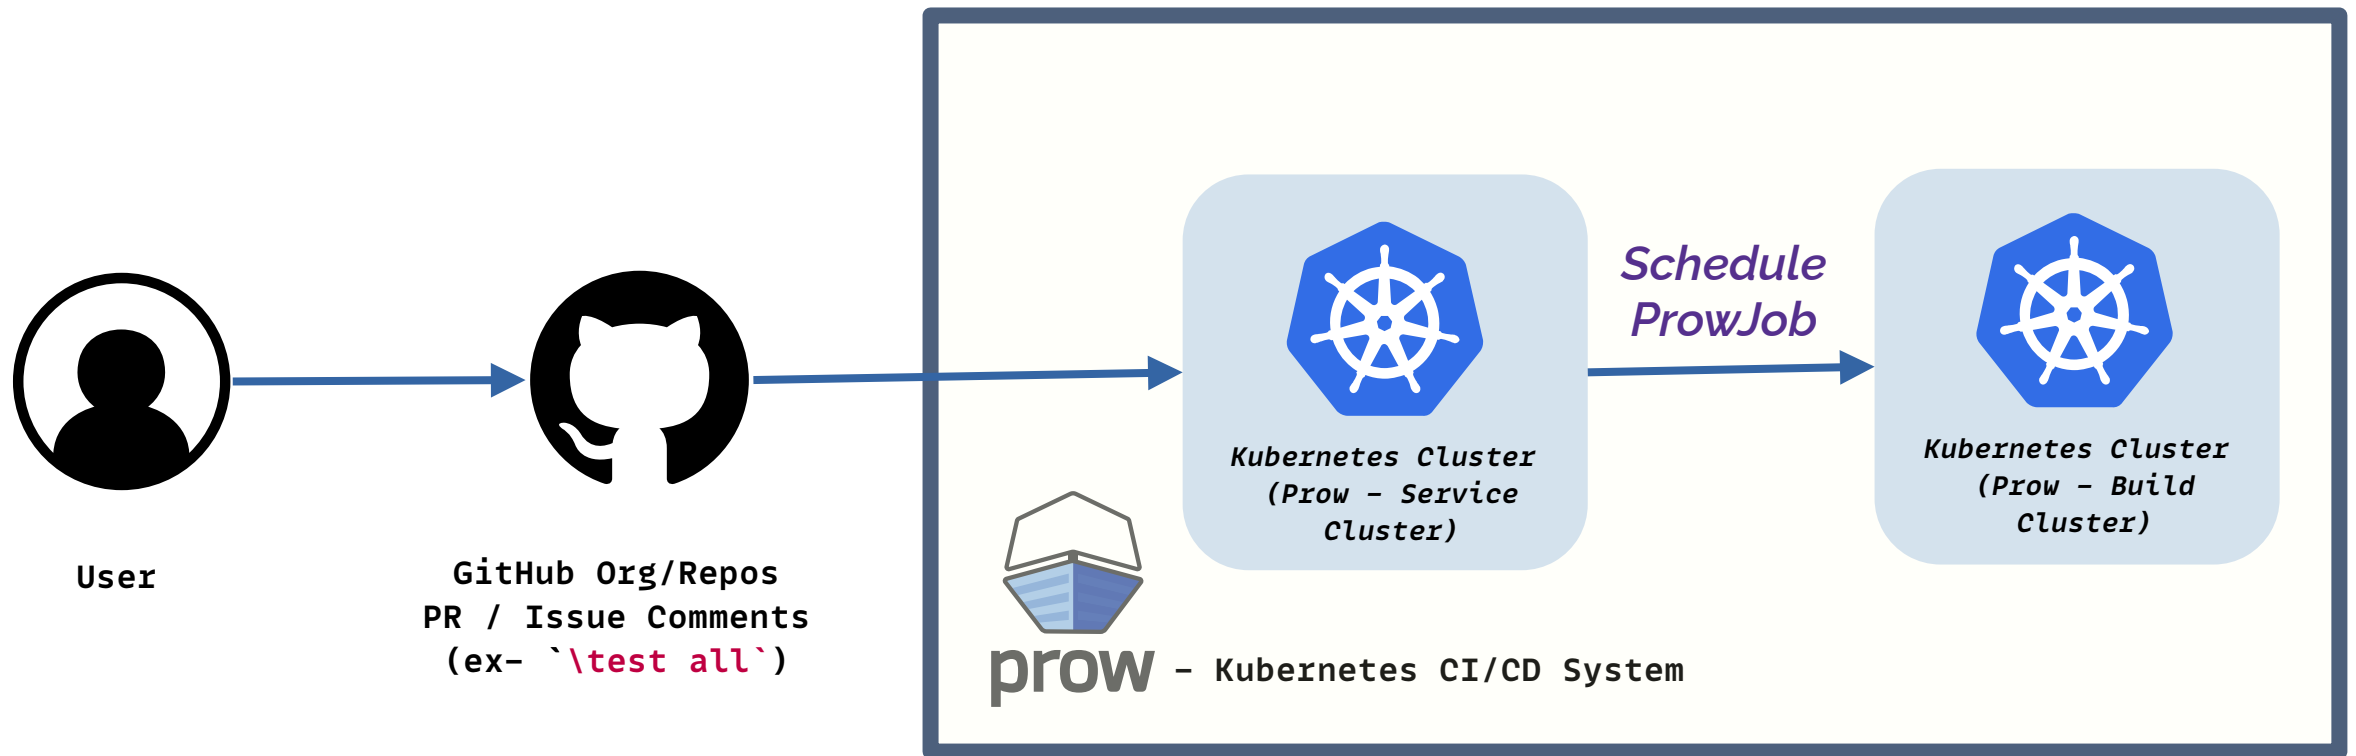 User
GitHub Org/Repos
PR / Issue Comments
(ex- `\test all`)
Kubernetes Cluster
(Prow - Service
Cluster)
Schedule
ProwJob
Kubernetes Cluster
(Prow - Build
Cluster)
prow - Kubernetes CI/CD System